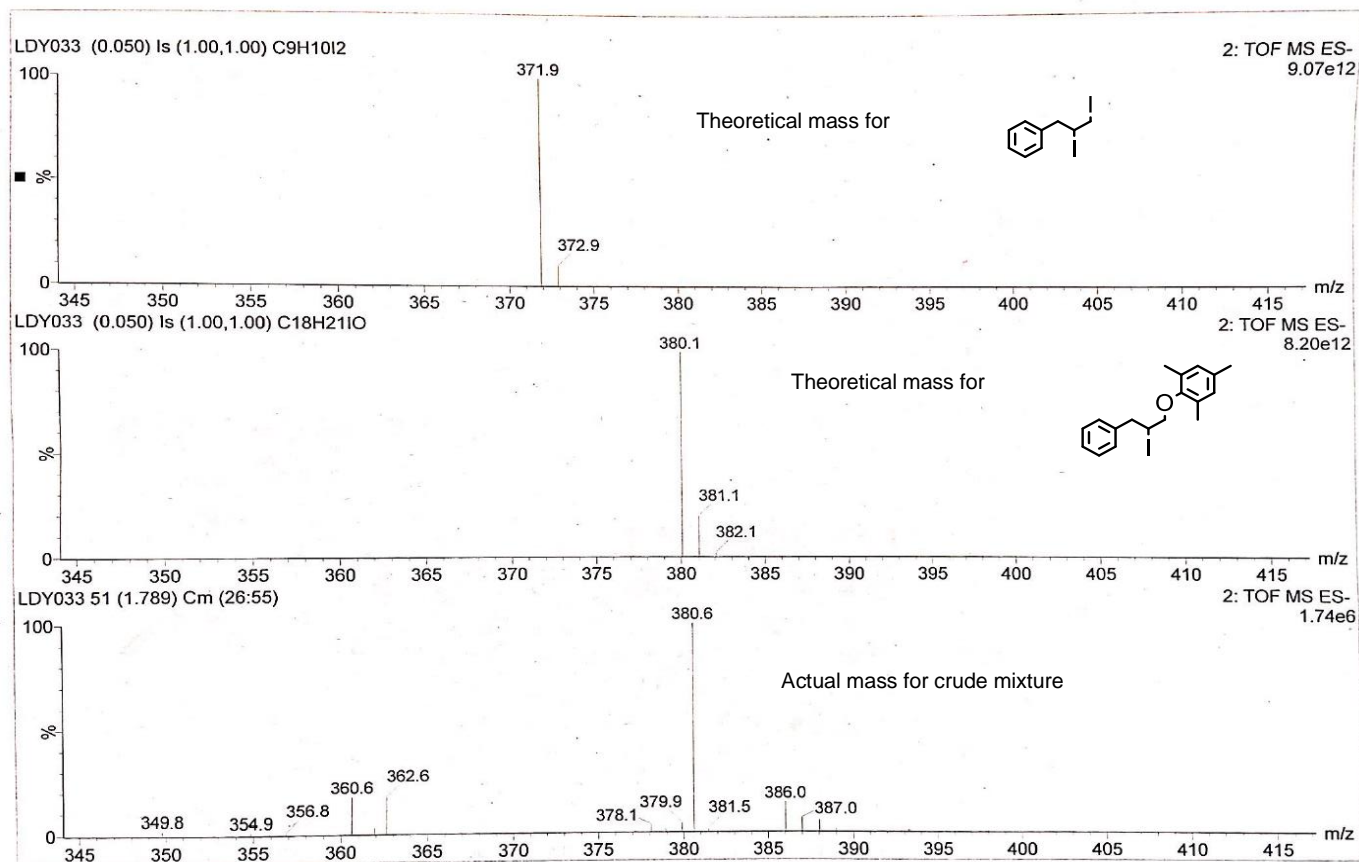 LDY033 (0.050) Is (1.00,1.00) C9H10I2
2: TOF MS ES-
9.07e12
100
371.9
Theoretical mass for
I
I
%
372.9
0
345 350 355 360 365 370 375 380 385 390 395 400 405 410 415 m/z
LDY033 (0.050) Is (1.00,1.00) C18H21IO
2: TOF MS ES-
8.20e12
100
380.1
Theoretical mass for
O
I
%
381.1
382.1
0
345 350 355 360 365 370 375 380 385 390 395 400 405 410 415 m/z
LDY033 51 (1.789) Cm (26:55)
2: TOF MS ES-
1.74e6
100
380.6
Actual mass for crude mixture
%
349.8 354.9 356.8 360.6 362.6 378.1 379.9 381.5 386.0 387.0
0
345 350 355 360 365 370 375 380 385 390 395 400 405 410 415 m/z